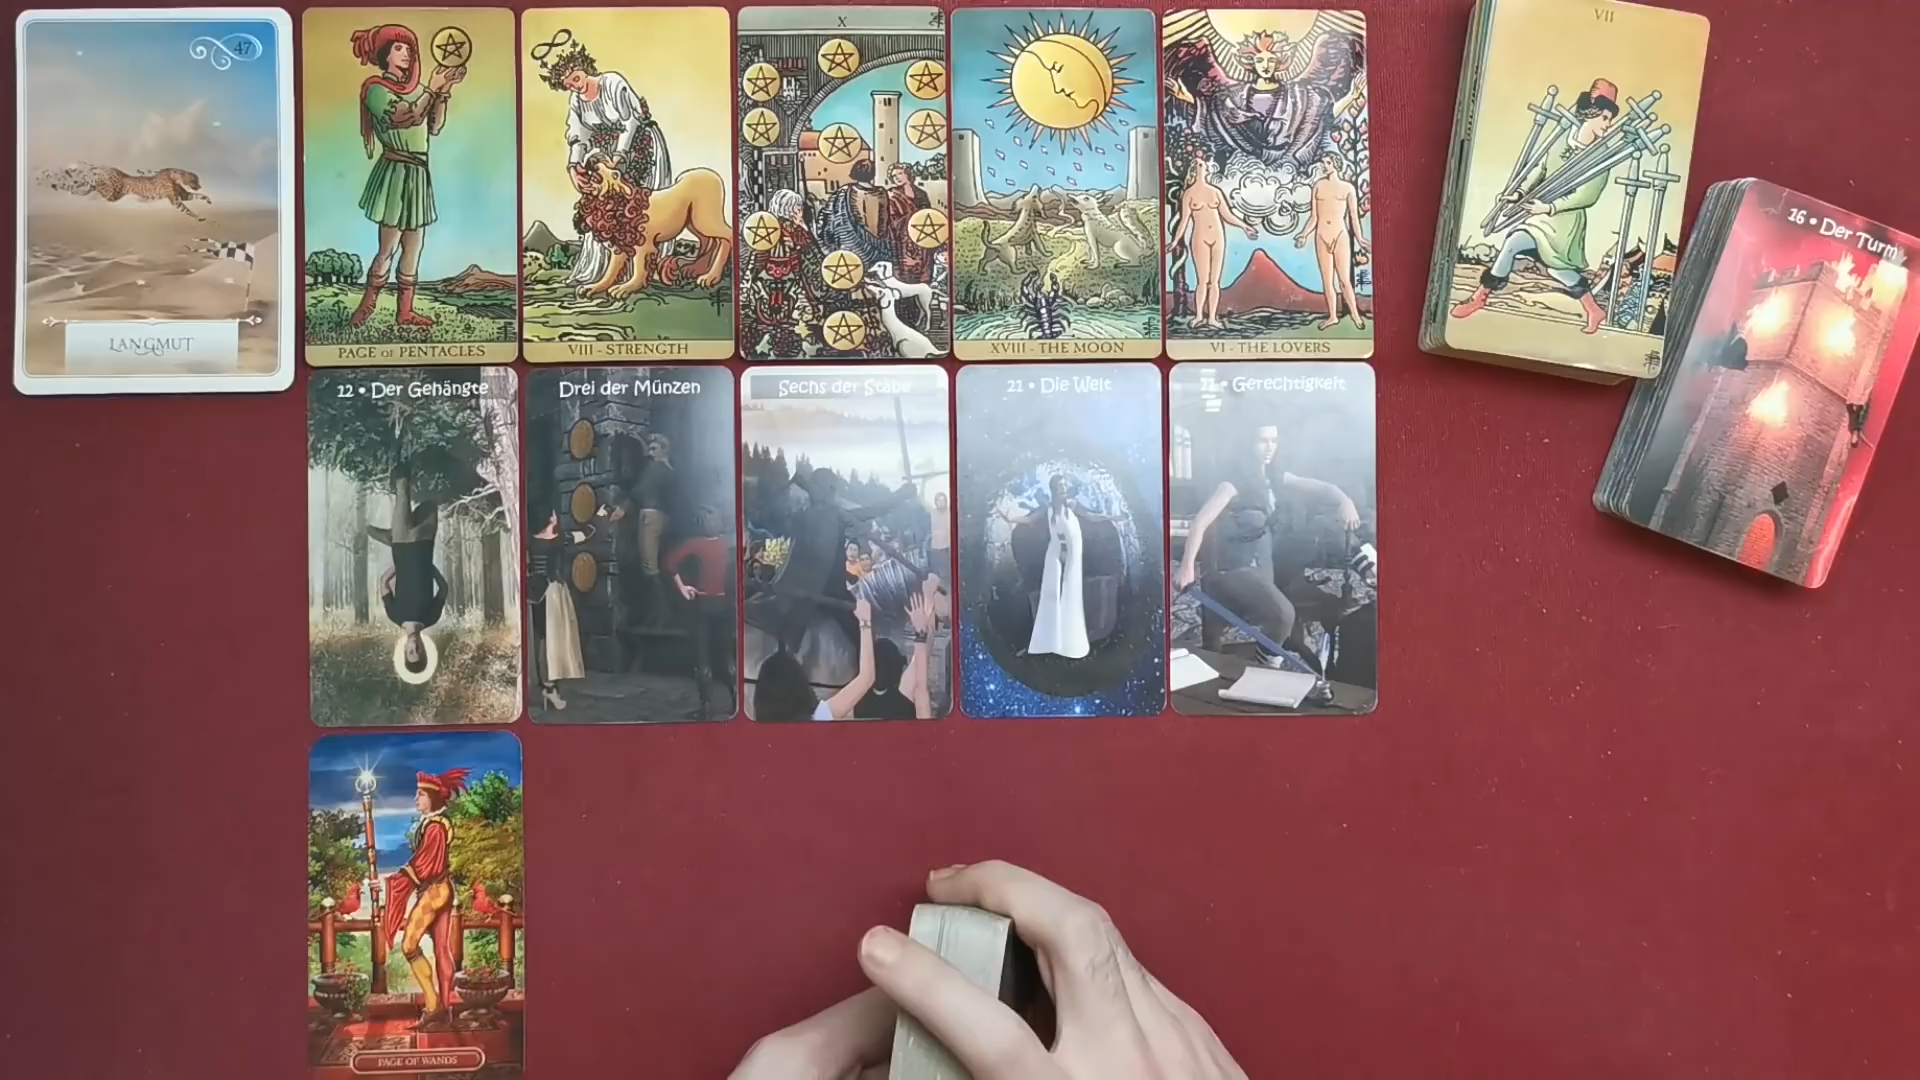 47
LANGMUT
PAGE of PENTACLES
VIII - STRENGTH
X
XVIII - THE MOON
VI - THE LOVERS
VII
16 • Der Turm
12 • Der Gehängte
Drei der Münzen
Sechs der Stäbe
21 • Die Welt
11 • Gerechtigkeit
PAGE OF WANDS